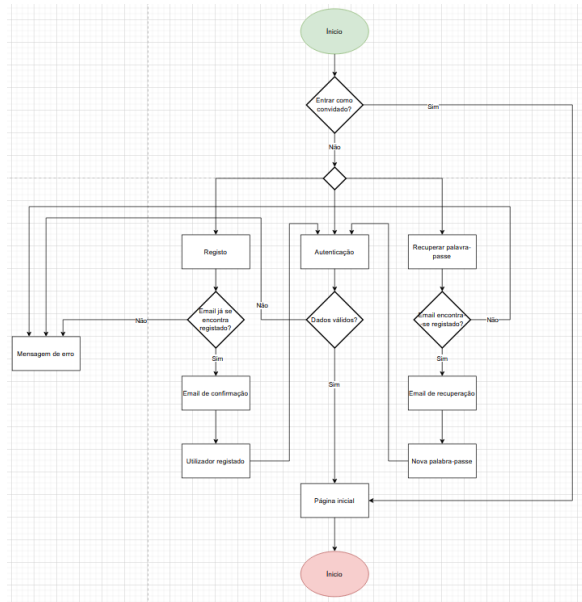 Início
Entrar como
convidado?
Sim
Não
Registo
Autenticação
Recuperar palavra-
passe
Email já se
encontra
registado?
Não
Não
Dados válidos?
Email encontra
-se registado?
Não
Mensagem de erro
Sim
Sim
Sim
Email de confirmação
Email de recuperação
Utilizador registado
Nova palabra-passe
Página inicial
Início